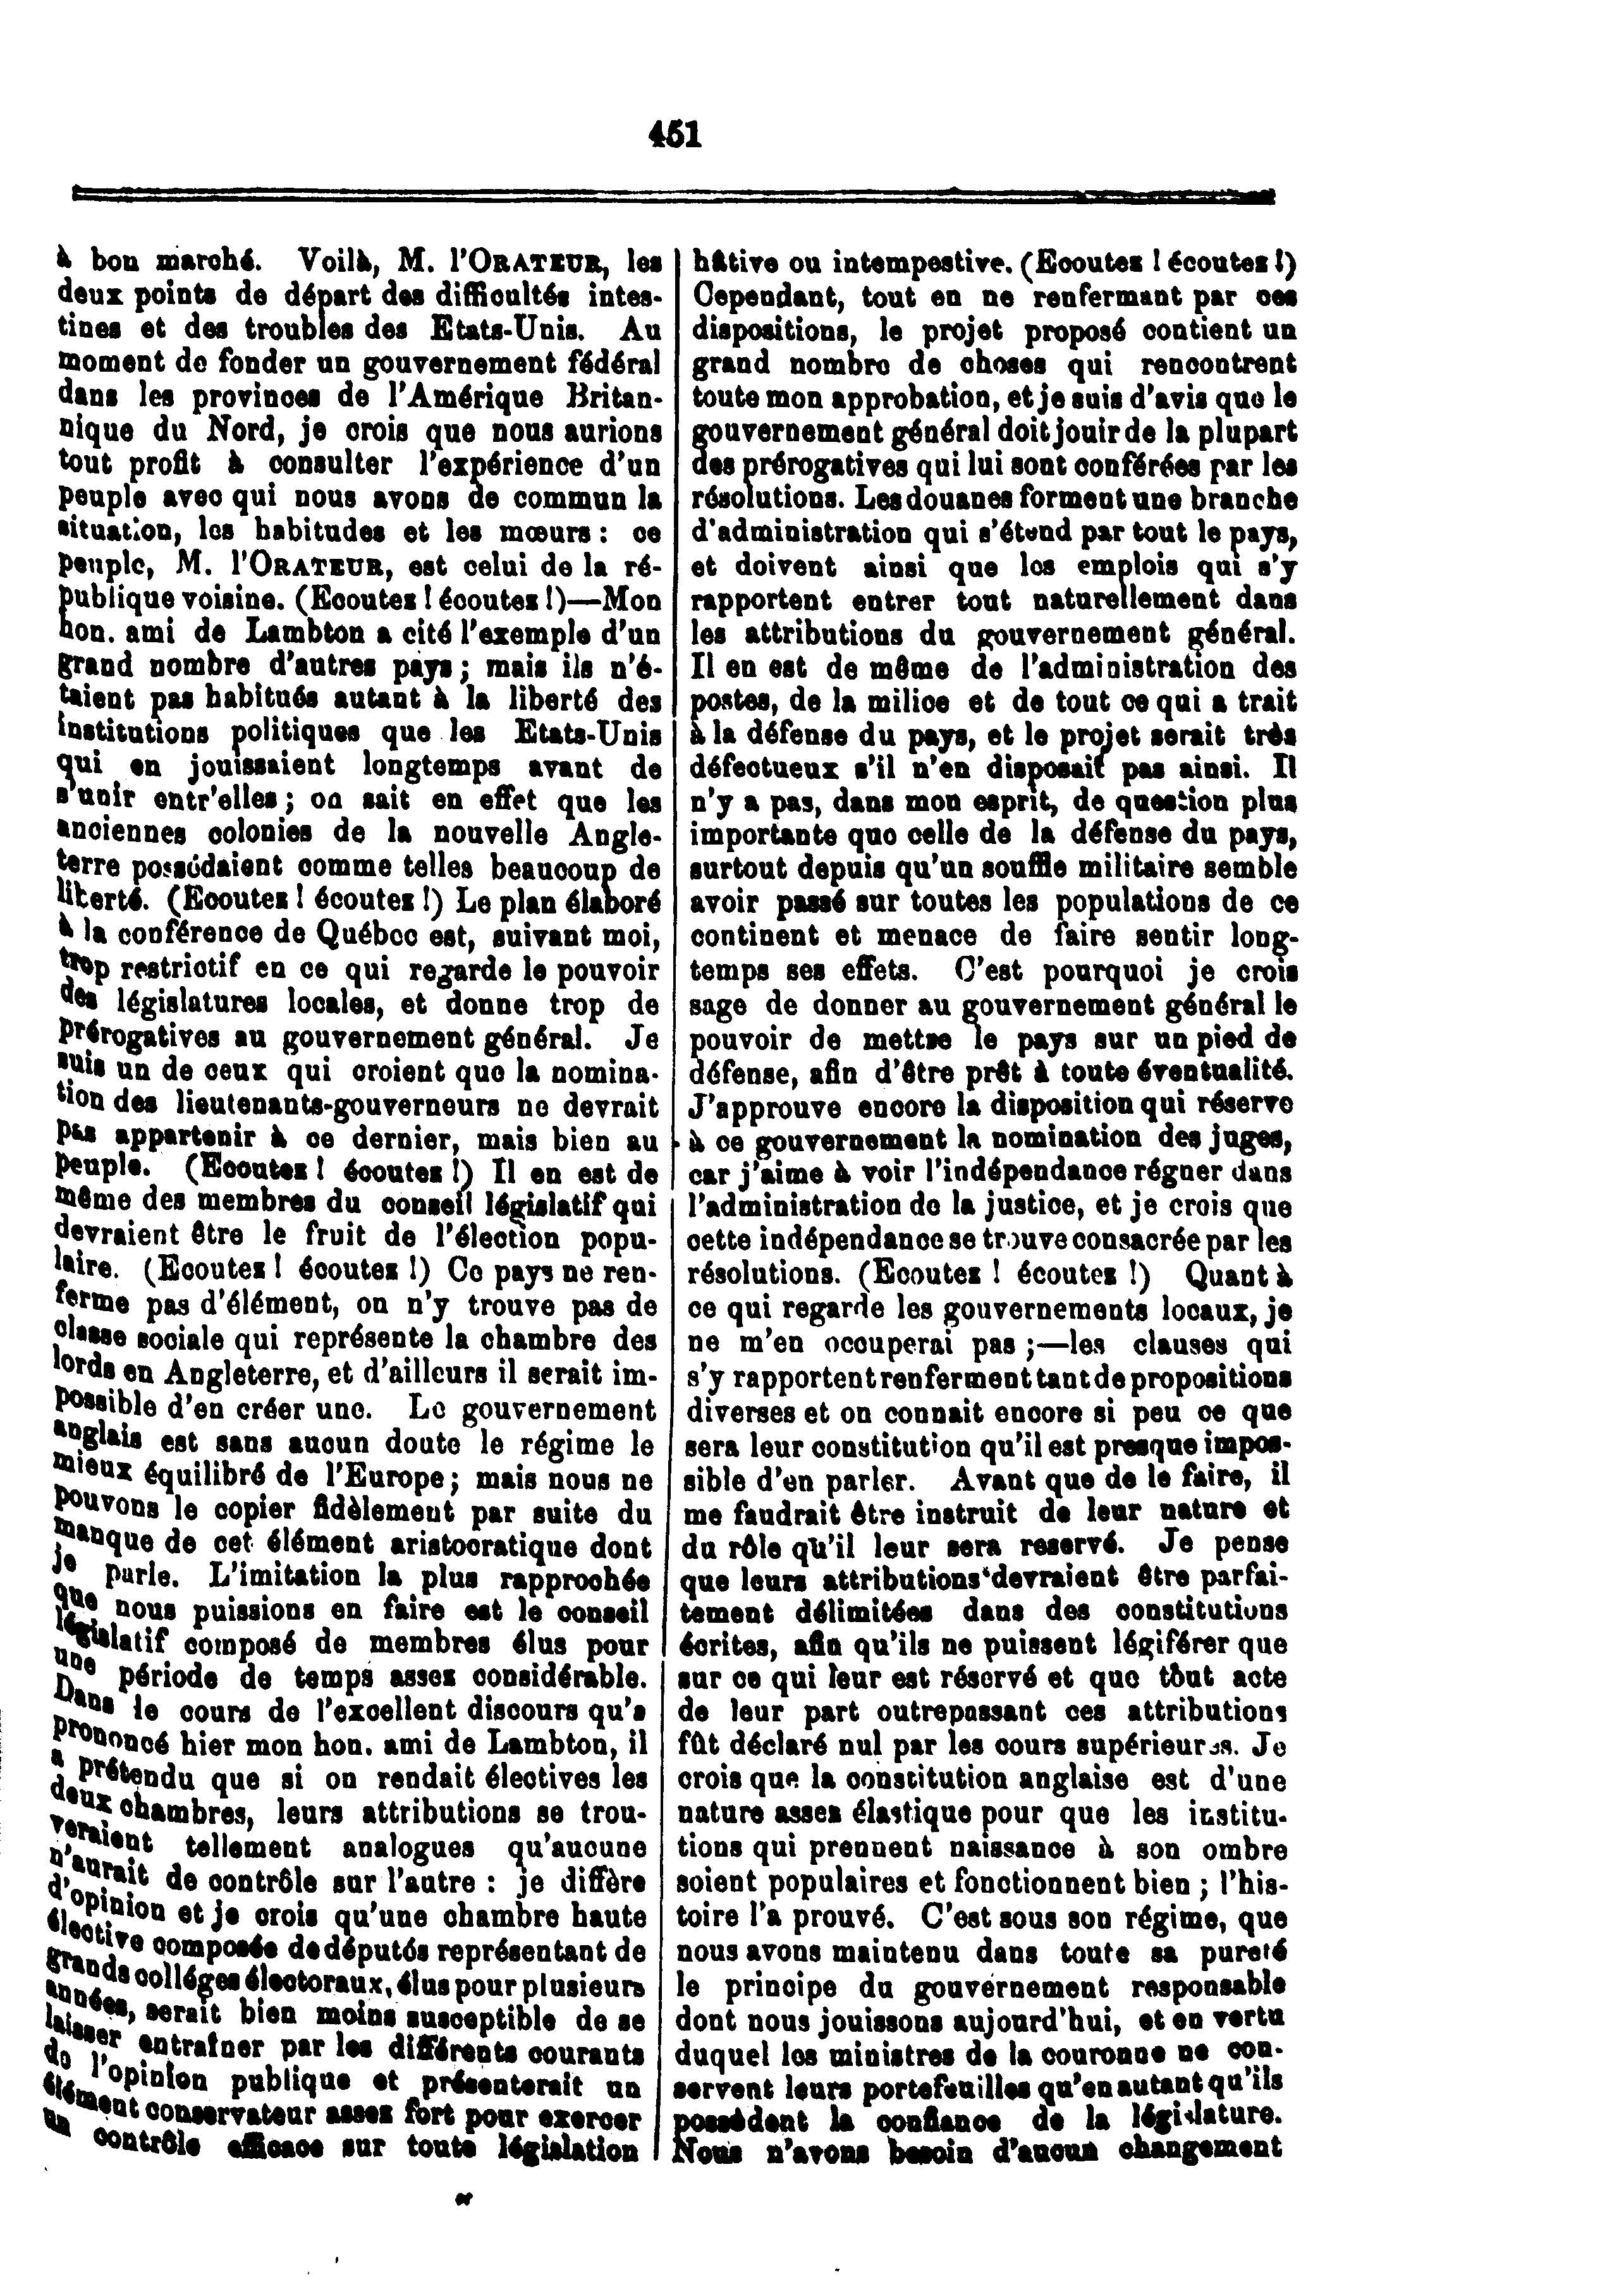 451
à bon marché. Voilà, M. l'ORATEUR, les
deux points de départ des difficultés intes-
tines et des troubles des Etats-Unis. Au
moment de fonder un gouvernement fédéral
dans les provinces de l'Amérique Britan-
nique du Nord, je crois que nous aurions
tout profit à consulter l'expérience d'un
peuple avec qui nous avons de commun la
situation, les habitudes et les mœurs : ce
peuple, M. l'ORATEUR, est celui de la ré-
publique voisine. (Ecoutez ! écoutez !)—Mon
hon. ami de Lambton a cité l'exemple d'un
grand nombre d'autres pays ; mais ils n'é-
taient pas habitués autant à la liberté des
institutions politiques que les Etats-Unis
qui en jouissaient longtemps avant de
s'unir entr'elles ; on sait en effet que les
anciennes colonies de la nouvelle Angle-
terre possédaient comme telles beaucoup de
liberté. (Ecoutez ! écoutez !) Le plan élaboré
à la conférence de Québec est, suivant moi,
trop restrictif en ce qui regarde le pouvoir
des législatures locales, et donne trop de
prérogatives au gouvernement général. Je
suis un de ceux qui croient que la nomina-
tion des lieutenants-gouverneurs ne devrait
pas appartenir à ce dernier, mais bien au
peuple. (Ecoutez ! écoutez !) Il en est de
même des membres du conseil législatif qui
devraient être le fruit de l'élection popu-
laire. (Ecoutez ! écoutez !) Ce pays ne ren-
ferme pas d'élément, on n'y trouve pas de
classe sociale qui représente la chambre des
lords en Angleterre, et d'ailleurs il serait im-
possible d'en créer une. Le gouvernement
anglais est sans aucun doute le régime le
mieux équilibré de l'Europe ; mais nous ne
pouvons le copier fidèlement par suite du
manque de cet élément aristocratique dont
je parle. L'imitation la plus rapprochée
que nous puissions en faire est le conseil
législatif composé de membres élus pour
une période de temps assez considérable.
Dans le cours de l'excellent discours qu'a
prononcé hier mon hon. ami de Lambton, il
a prétendu que si on rendait électives les
deux chambres, leurs attributions se trou-
veraient tellement analogues qu'aucune
n'aurait de contrôle sur l'autre : je diffère
d'opinion et je crois qu'une chambre haute
élective composée de députés représentant de
grands colléges électoraux, élus pour plusieurs
années, serait bien moins susceptible de se
laisser entraîner par les différents courants
de l'opinion publique et présenterait un
élément conservateur assez fort pour exercer
un contrôle efficace sur toute législation
hâtive ou intempestive. (Ecoutez ! écoutez !)
Cependant, tout en ne renfermant par ces
dispositions, le projet proposé contient un
grand nombre de choses qui rencontrent
toute mon approbation, et je suis d'avis que le
gouvernement général doit jouir de la plupart
des prérogatives qui lui sont conférées par les
résolutions. Les douanes forment une branche
d'administration qui s'étend par tout le pays,
et doivent ainsi que les emplois qui s'y
rapportent entrer tout naturellement dans
les attributions du gouvernement général.
Il en est de même de l'administration des
postes, de la milice et de tout ce qui a trait
à la défense du pays, et le projet serait très
défectueux s'il n'en disposait pas ainsi. Il
n'y a pas, dans mon esprit, de question plus
importante que celle de la défense du pays,
surtout depuis qu'un souffle militaire semble
avoir passé sur toutes les populations de ce
continent et menace de faire sentir long-
temps ses effets. C'est pourquoi je crois
sage de donner au gouvernement général le
pouvoir de mettre le pays sur un pied de
défense, afin d'être prêt à toute éventualité.
J'approuve encore la disposition qui réserve
à ce gouvernement la nomination des juges,
car j'aime à voir l'indépendance régner dans
l'administration de la justice, et je crois que
cette indépendance se trouve consacrée par les
résolutions. (Ecoutez ! écoutez !) Quant à
ce qui regarde les gouvernements locaux, je
ne m'en occuperai pas ;—les clauses qui
s'y rapportent renferment tant de propositions
diverses et on connait encore si peu ce que
sera leur constitution qu'il est presque impos-
sible d'en parler. Avant que de le faire, il
me faudrait être instruit de leur nature et
du rôle qu'il leur sera reservé. Je pense
que leurs attributions devraient être parfai-
tement délimitées dans des constitutions
écrites, afin qu'ils ne puissent légiférer que
sur ce qui leur est réservé et que tout acte
de leur part outrepassant ces attributions
fût déclaré nul par les cours supérieures. Je
crois que la constitution anglaise est d'une
nature assez élastique pour que les institu-
tions qui prennent naissance à son ombre
soient populaires et fonctionnent bien ; l'his-
toire l'a prouvé. C'est sous son régime, que
nous avons maintenu dans toute sa pureté
le principe du gouvernement responsable
dont nous jouissons aujourd'hui, et en vertu
duquel les ministres de la couronne ne con-
servent leurs portefeuilles qu'en autant qu'ils
possèdent la confiance de la législature.
Nous n'avons besoin d'aucun changement